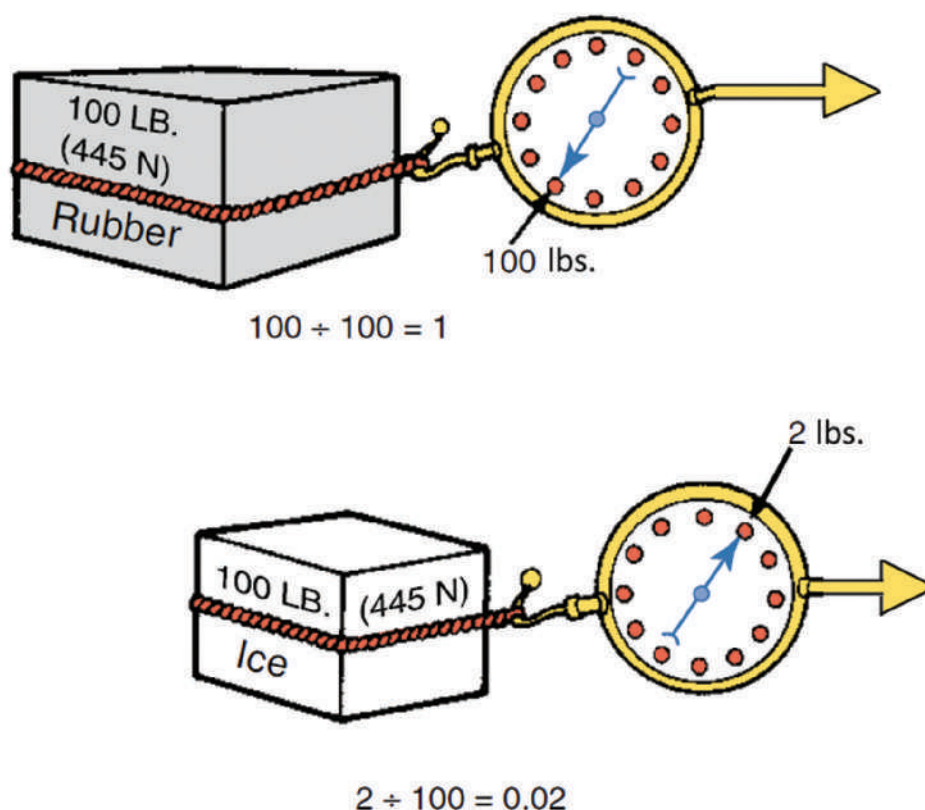 100 LB.
(445 N)
Rubber
100 lbs.
100 ÷ 100 = 1
2 lbs.
100 LB.
(445 N)
Ice
2 ÷ 100 = 0.02